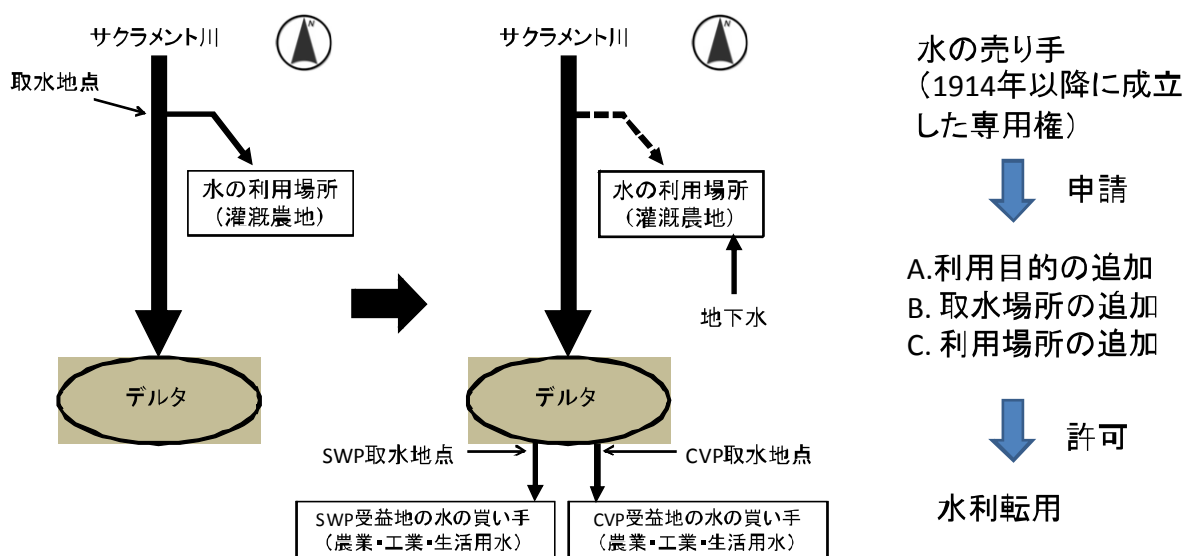 サクラメント川
N
取水地点
水の利用場所
（灌漑農地）
デルタ
サクラメント川
N
水の利用場所
（灌漑農地）
地下水
デルタ
SWP取水地点
CVP取水地点
SWP受益地の水の買い手
（農業・工業・生活用水）
CVP受益地の水の買い手
（農業・工業・生活用水）
水の売り手
（1914年以降に成立
した専用権）
申請
A.利用目的の追加
B. 取水場所の追加
C. 利用場所の追加
許可
水利転用